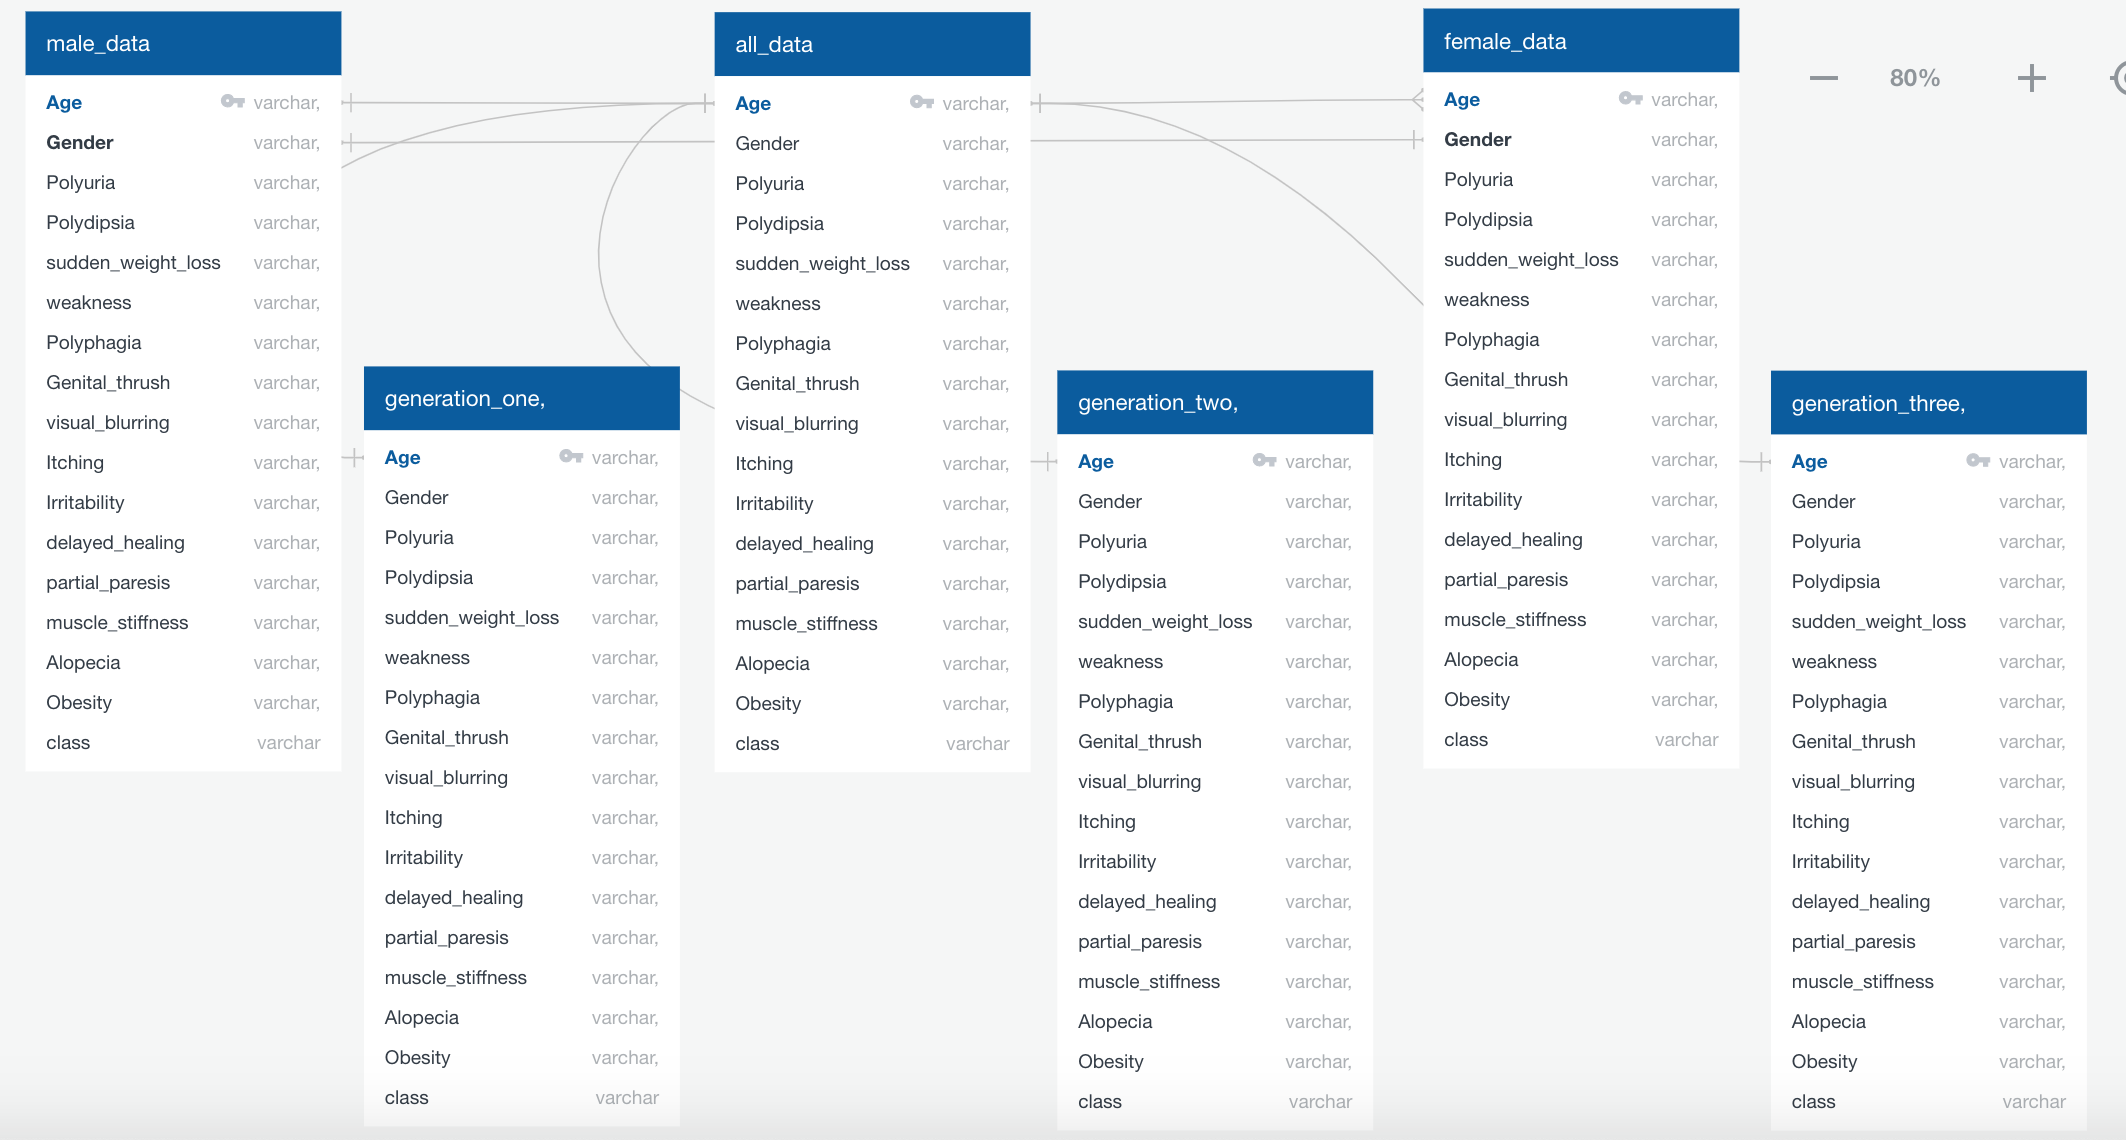 male_data
Age varchar,
Gender varchar,
Polyuria varchar,
Polydipsia varchar,
sudden_weight_loss varchar,
weakness varchar,
Polyphagia varchar,
Genital_thrush varchar,
visual_blurring varchar,
Itching varchar,
Irritability varchar,
delayed_healing varchar,
partial_paresis varchar,
muscle_stiffness varchar,
Alopecia varchar,
Obesity varchar,
class varchar
all_data
Age varchar,
Gender varchar,
Polyuria varchar,
Polydipsia varchar,
sudden_weight_loss varchar,
weakness varchar,
Polyphagia varchar,
Genital_thrush varchar,
visual_blurring varchar,
Itching varchar,
Irritability varchar,
delayed_healing varchar,
partial_paresis varchar,
muscle_stiffness varchar,
Alopecia varchar,
Obesity varchar,
class varchar
female_data
Age varchar,
Gender varchar,
Polyuria varchar,
Polydipsia varchar,
sudden_weight_loss varchar,
weakness varchar,
Polyphagia varchar,
Genital_thrush varchar,
visual_blurring varchar,
Itching varchar,
Irritability varchar,
delayed_healing varchar,
partial_paresis varchar,
muscle_stiffness varchar,
Alopecia varchar,
Obesity varchar,
class varchar
80%
generation_one,
Age varchar,
Gender varchar,
Polyuria varchar,
Polydipsia varchar,
sudden_weight_loss varchar,
weakness varchar,
Polyphagia varchar,
Genital_thrush varchar,
visual_blurring varchar,
Itching varchar,
Irritability varchar,
delayed_healing varchar,
partial_paresis varchar,
muscle_stiffness varchar,
Alopecia varchar,
Obesity varchar,
class varchar
generation_two,
Age varchar,
Gender varchar,
Polyuria varchar,
Polydipsia varchar,
sudden_weight_loss varchar,
weakness varchar,
Polyphagia varchar,
Genital_thrush varchar,
visual_blurring varchar,
Itching varchar,
Irritability varchar,
delayed_healing varchar,
partial_paresis varchar,
muscle_stiffness varchar,
Alopecia varchar,
Obesity varchar,
class varchar
generation_three,
Age varchar,
Gender varchar,
Polyuria varchar,
Polydipsia varchar,
sudden_weight_loss varchar,
weakness varchar,
Polyphagia varchar,
Genital_thrush varchar,
visual_blurring varchar,
Itching varchar,
Irritability varchar,
delayed_healing varchar,
partial_paresis varchar,
muscle_stiffness varchar,
Alopecia varchar,
Obesity varchar,
class varchar